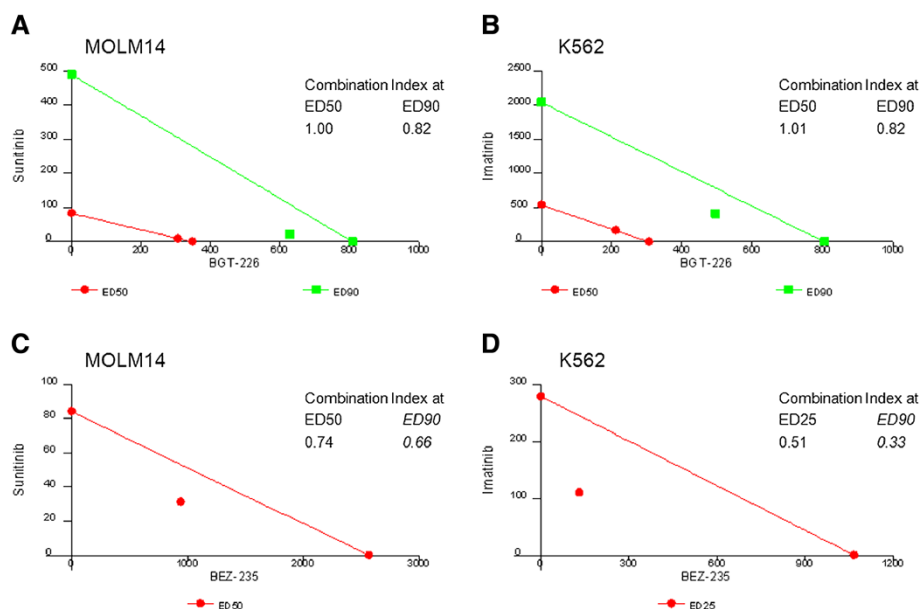 A
MOLM14
Combination Index at
ED50 ED90
1.00 0.82
500
400
300
200
100
0
Sunitinib
0 200 400 600 800 1000
BGT-226
ED50 ED90
B
K562
Combination Index at
ED50 ED90
1.01 0.82
2500
2000
1500
1000
500
0
Imatinib
0 200 400 600 800 1000
BGT-226
ED50 ED90
C
MOLM14
Combination Index at
ED50 ED90
0.74 0.66
100
80
60
40
20
0
Sunitinib
0 1000 2000 3000
BEZ-235
ED50
D
K562
Combination Index at
ED25 ED90
0.51 0.33
300
200
100
0
Imatinib
0 300 600 900 1200
BEZ-235
ED25